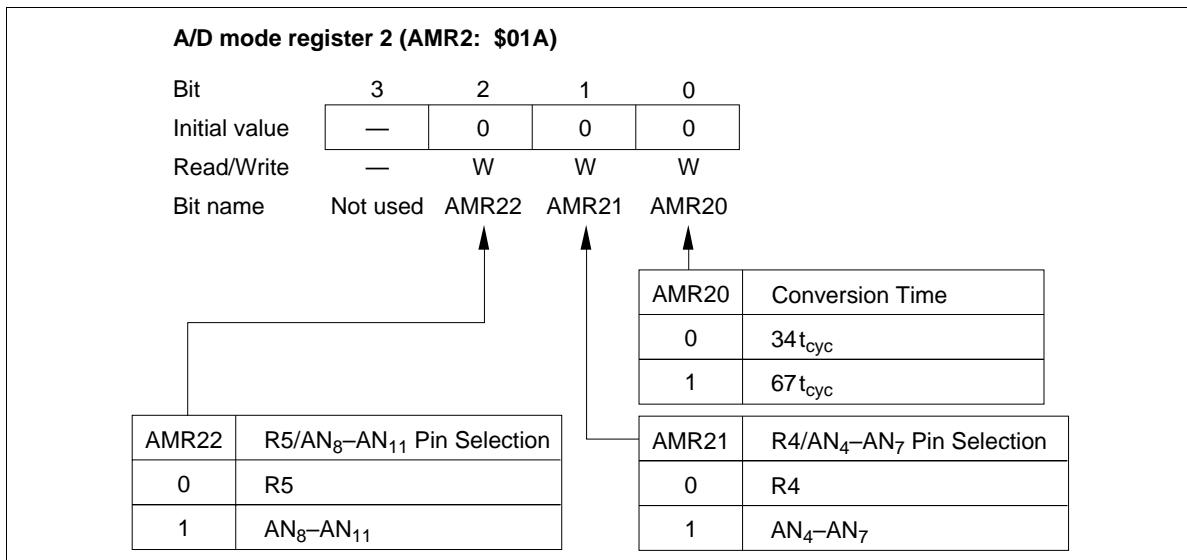 A/D mode register 2 (AMR2: $01A)
Bit 3 2 1 0
Initial value — 0 0 0
Read/Write — W W W
Bit name Not used AMR22 AMR21 AMR20
AMR20 Conversion Time
0 34tcyc
1 67tcyc
AMR22 R5/AN8–AN11 Pin Selection
0 R5
1 AN8–AN11
AMR21 R4/AN4–AN7 Pin Selection
0 R4
1 AN4–AN7